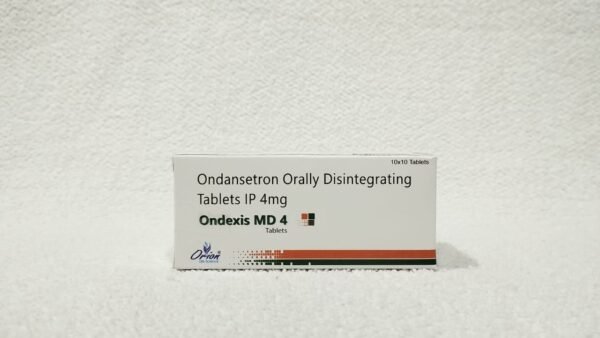 10x10 Tablets
Ondansetron Orally Disintegrating
Tablets IP 4mg
Ondexis MD 4
Tablets
Orion®